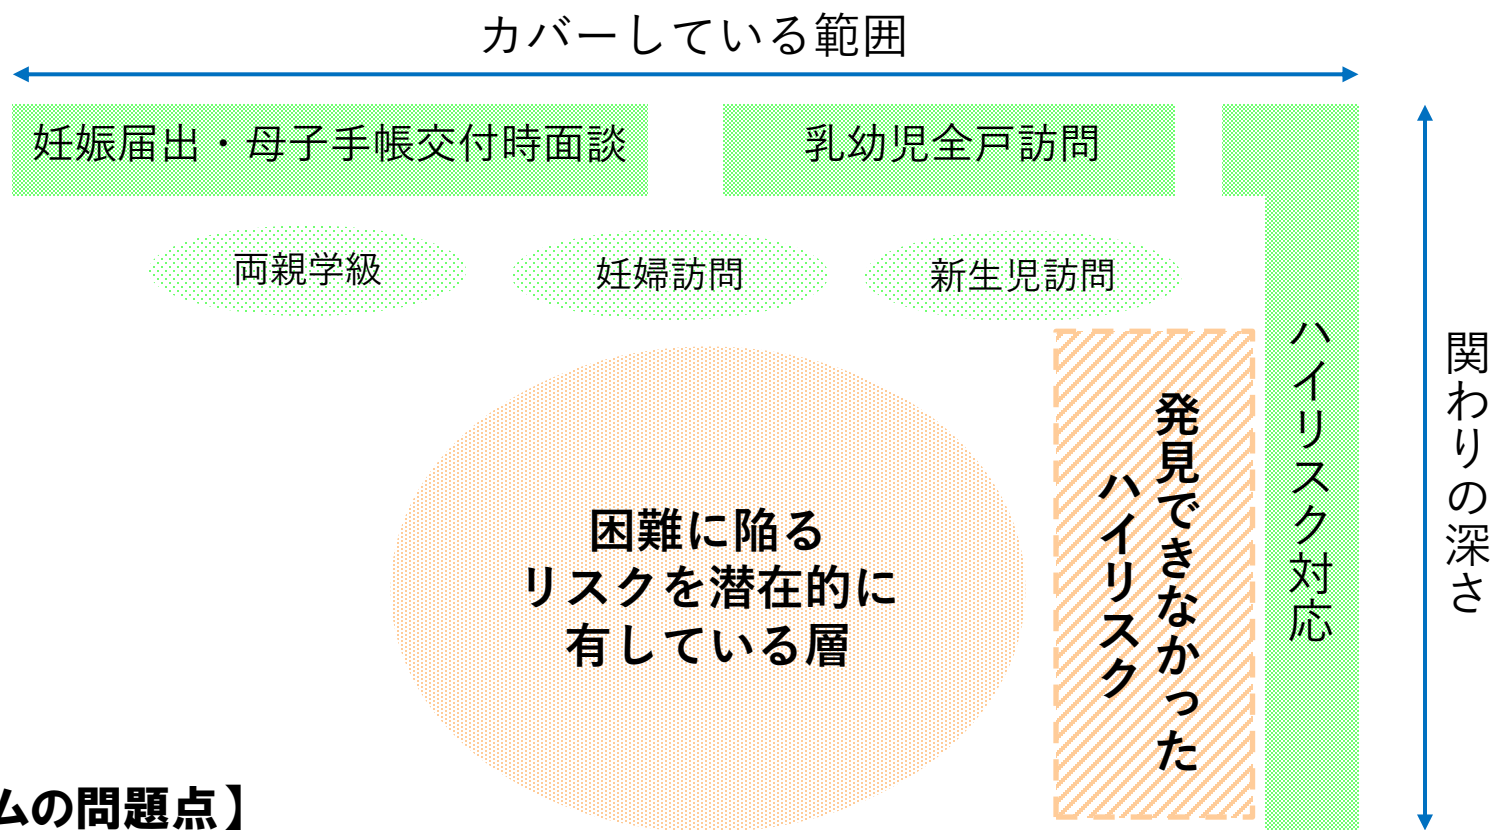 カバーしている範囲
妊娠届出・母子手帳交付時面談
乳幼児全戸訪問
両親学級
妊婦訪問
新生児訪問
ハイリスク対応
関わりの深さ
発見できなかった
ハイリスク
困難に陥る
リスクを潜在的に
有している層
ムの問題点】